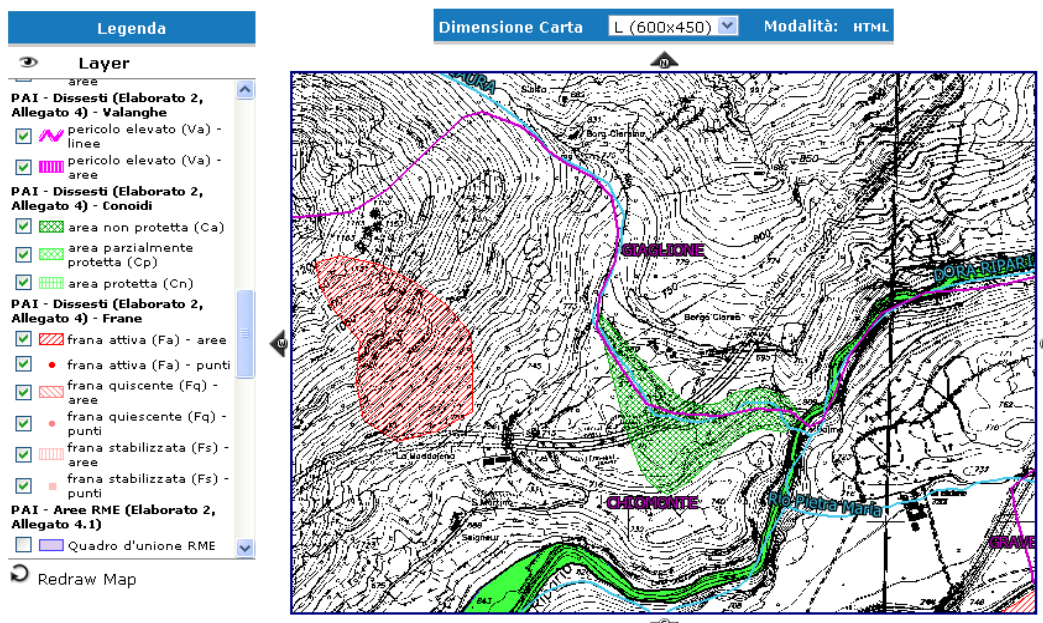 Legenda
Dimensione Carta L (600x450) Modalità: HTML
Layer
aree
PAI - Dissesti (Elaborato 2,
Allegato 4) - Valanghe
pericolo elevato (Va) -
linee
pericolo elevato (Va) -
aree
PAI - Dissesti (Elaborato 2,
Allegato 4) - Conoidi
area non protetta (Ca)
area parzialmente
protetta (Cp)
area protetta (Cn)
PAI - Dissesti (Elaborato 2,
Allegato 4) - Frane
frana attiva (Fa) - aree
frana attiva (Fa) - punti
frana quiscente (Fq) -
aree
frana quiescente (Fq) -
punti
frana stabilizzata (Fs) -
aree
frana stabilizzata (Fs) -
punti
PAI - Aree RME (Elaborato 2,
Allegato 4.1)
Quadro d'unione RME
Redraw Map
N
850
800
GIAGLIONE
750
DORA RIPARI
La Maddalena
CHIOMONTE
Rio Pietra Maria
GRAVE
762
733
643
746